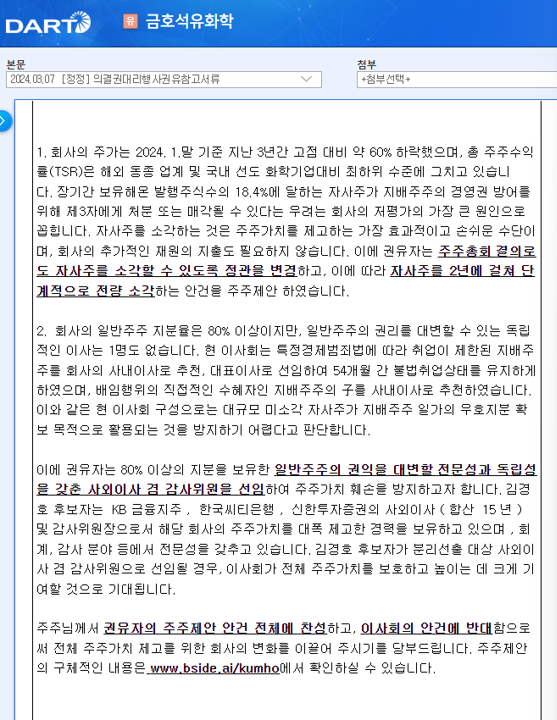 DART
유 금호석유화학
본문
첨부
2024.03.07 [정정] 의결권대리행사권유참고서류
+첨부선택+
1. 회사의 주가는 2024. 1.말 기준 지난 3년간 고점 대비 약 60% 하락했으며, 총 주주수익
률(TSR)은 해외 동종 업계 및 국내 선도 화학기업대비 최하위 수준에 그치고 있습니
다. 장기간 보유해온 발행주식수의 18.4%에 달하는 자사주가 지배주주의 경영권 방어를
위해 제3자에게 처분 또는 매각될 수 있다는 우려는 회사의 저평가의 가장 큰 원인으로
꼽힙니다. 자사주를 소각하는 것은 주주가치를 제고하는 가장 효과적이고 손쉬운 수단이
며, 회사의 추가적인 재원의 지출도 필요하지 않습니다. 이에 권유자는 주주총회 결의로
도 자사주를 소각할 수 있도록 정관을 변경하고, 이에 따라 자사주를 2년에 걸쳐 단
계적으로 전량 소각하는 안건을 주주제안 하였습니다.
2. 회사의 일반주주 지분율은 80% 이상이지만, 일반주주의 권리를 대변할 수 있는 독립
적인 이사는 1명도 없습니다. 현 이사회는 특정경제범죄법에 따라 취업이 제한된 지배주
주를 회사의 사내이사로 추천, 대표이사로 선임하여 54개월 간 불법취업상태를 유지하게
하였으며, 배임행위의 직접적인 수혜자인 지배주주의 子를 사내이사로 추천하였습니다.
이와 같은 현 이사회 구성으로는 대규모 미소각 자사주가 지배주주 일가의 우호지분 확
보 목적으로 활용되는 것을 방지하기 어렵다고 판단합니다.
이에 권유자는 80% 이상의 지분을 보유한 일반주주의 권익을 대변할 전문성과 독립성
을 갖춘 사외이사 겸 감사위원을 선임하여 주주가치 훼손을 방지하고자 합니다. 김경
호 후보자는 KB 금융지주 , 한국씨티은행 , 신한투자증권의 사외이사 ( 합산 15 년 )
및 감사위원장으로서 해당 회사의 주주가치를 대폭 제고한 경력을 보유하고 있으며 , 회
계, 감사 분야 등에서 전문성을 갖추고 있습니다. 김경호 후보자가 분리선출 대상 사외이
사 겸 감사위원으로 선임될 경우, 이사회가 전체 주주가치를 보호하고 높이는 데 크게 기
여할 것으로 기대됩니다.
주주님께서 권유자의 주주제안 안건 전체에 찬성하고, 이사회의 안건에 반대함으로
써 전체 주주가치 제고를 위한 회사의 변화를 이끌어 주시기를 당부드립니다. 주주제안
의 구체적인 내용은 www.bside.ai/kumho에서 확인하실 수 있습니다.